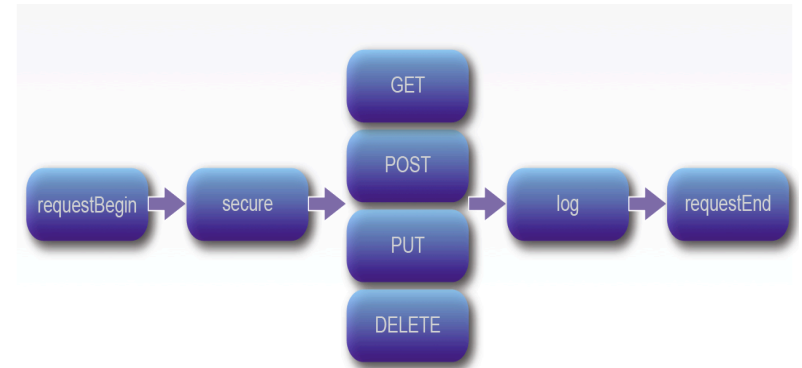 requestBegin
secure
GET
POST
PUT
DELETE
log
requestEnd